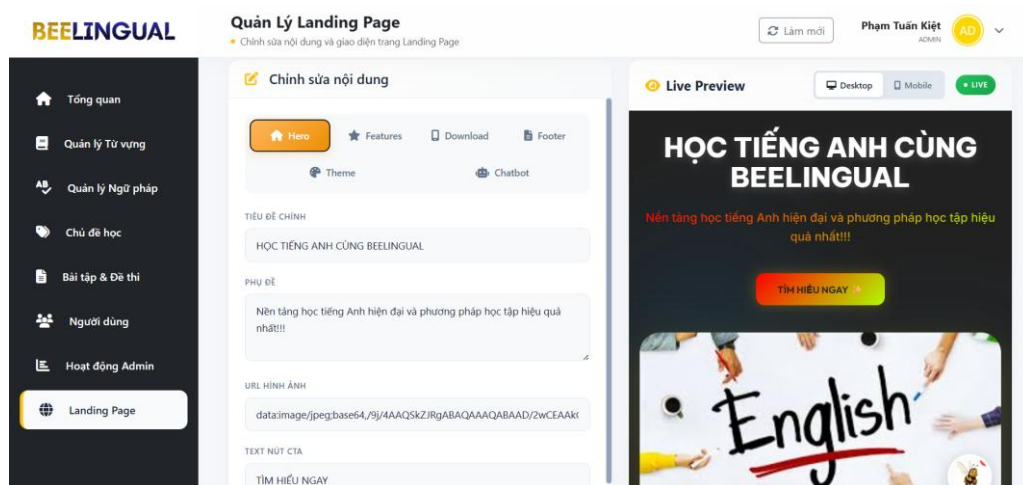 BEELINGUAL
Quản Lý Landing Page
Chỉnh sửa nội dung và giao diện trang Landing Page
Làm mới
Phạm Tuấn Kiệt
ADMIN
AD
Tổng quan
Quản lý Từ vựng
Quản lý Ngữ pháp
Chủ đề học
Bài tập & Đề thi
Người dùng
Hoạt động Admin
Landing Page
Chỉnh sửa nội dung
Hero
Features
Download
Footer
Theme
Chatbot
TIÊU ĐỀ CHÍNH
HỌC TIẾNG ANH CÙNG BEELINGUAL
PHỤ ĐỀ
Nền tảng học tiếng Anh hiện đại và phương pháp học tập hiệu quả
nhất!!!
URL HÌNH ẢNH
data:image/jpeg;base64,/9j/4AAQSkZJRgABAQAAAQABAAD/2wCEAAk
TEXT NÚT CTA
TÌM HIỂU NGAY
Live Preview
Desktop
Mobile
• LIVE
HỌC TIẾNG ANH CÙNG
BEELINGUAL
Nền tảng học tiếng Anh hiện đại và phương pháp học tập hiệu
quả nhất!!!
TÌM HIỂU NGAY
English